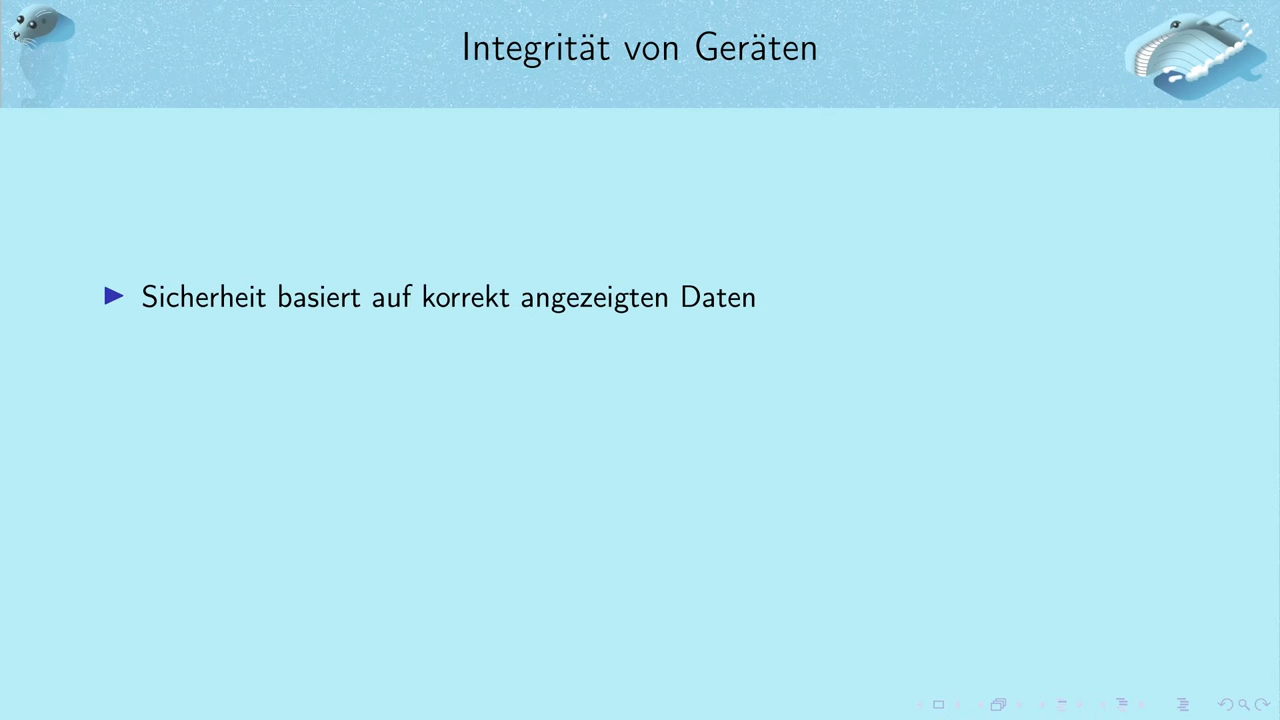 Integrität von Geräten
Sicherheit basiert auf korrekt angezeigten Daten